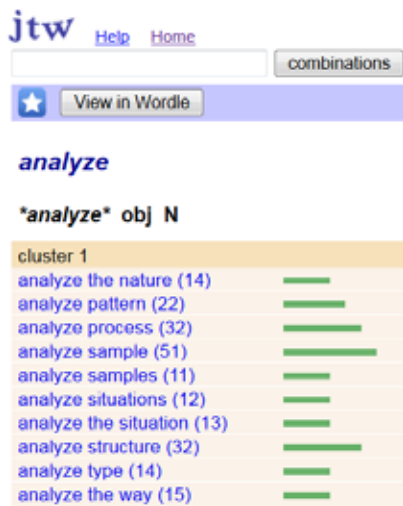 jtw Help Home
combinations
View in Wordle
analyze
*analyze* obj N
cluster 1
analyze the nature (14)
analyze pattern (22)
analyze process (32)
analyze sample (51)
analyze samples (11)
analyze situations (12)
analyze the situation (13)
analyze structure (32)
analyze type (14)
analyze the way (15)